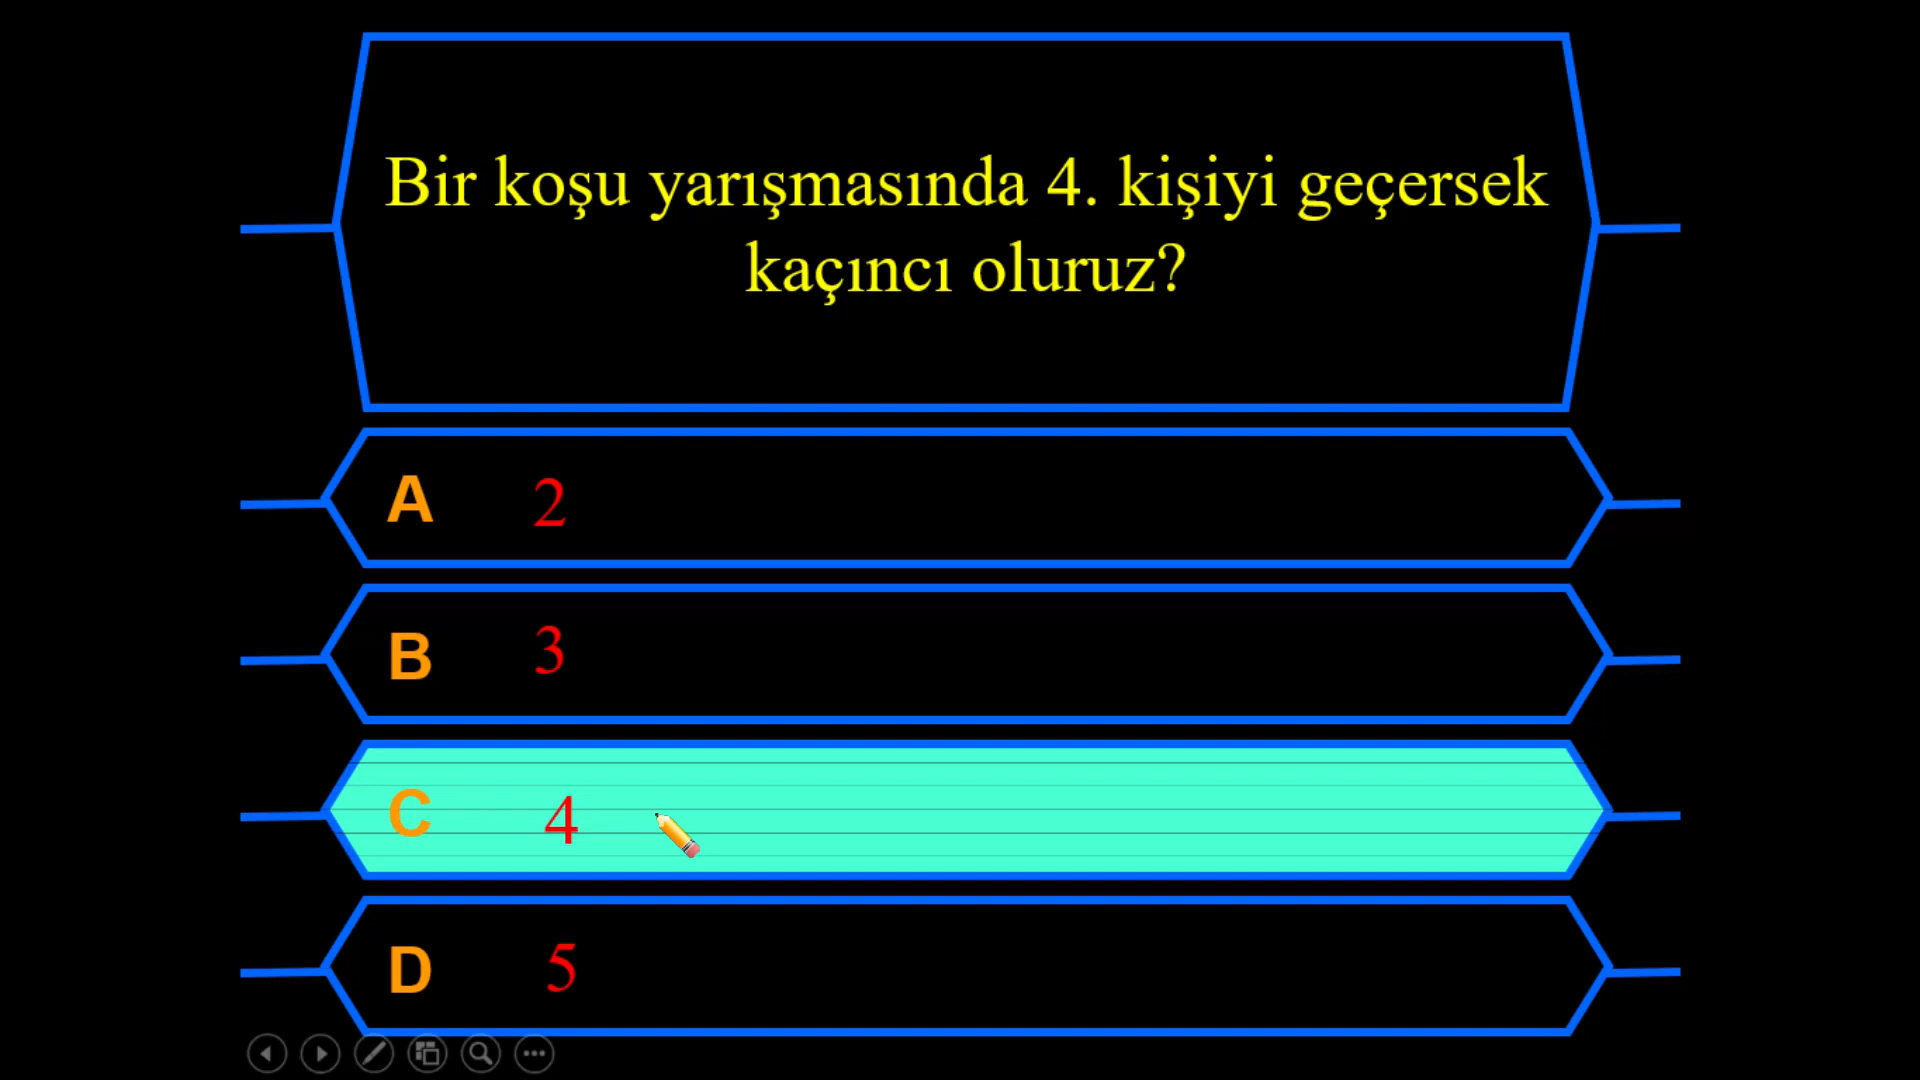 Bir koşu yarışmasında 4. kişiyi geçersek
kaçıncı oluruz?
A 2
B 3
C 4
D 5